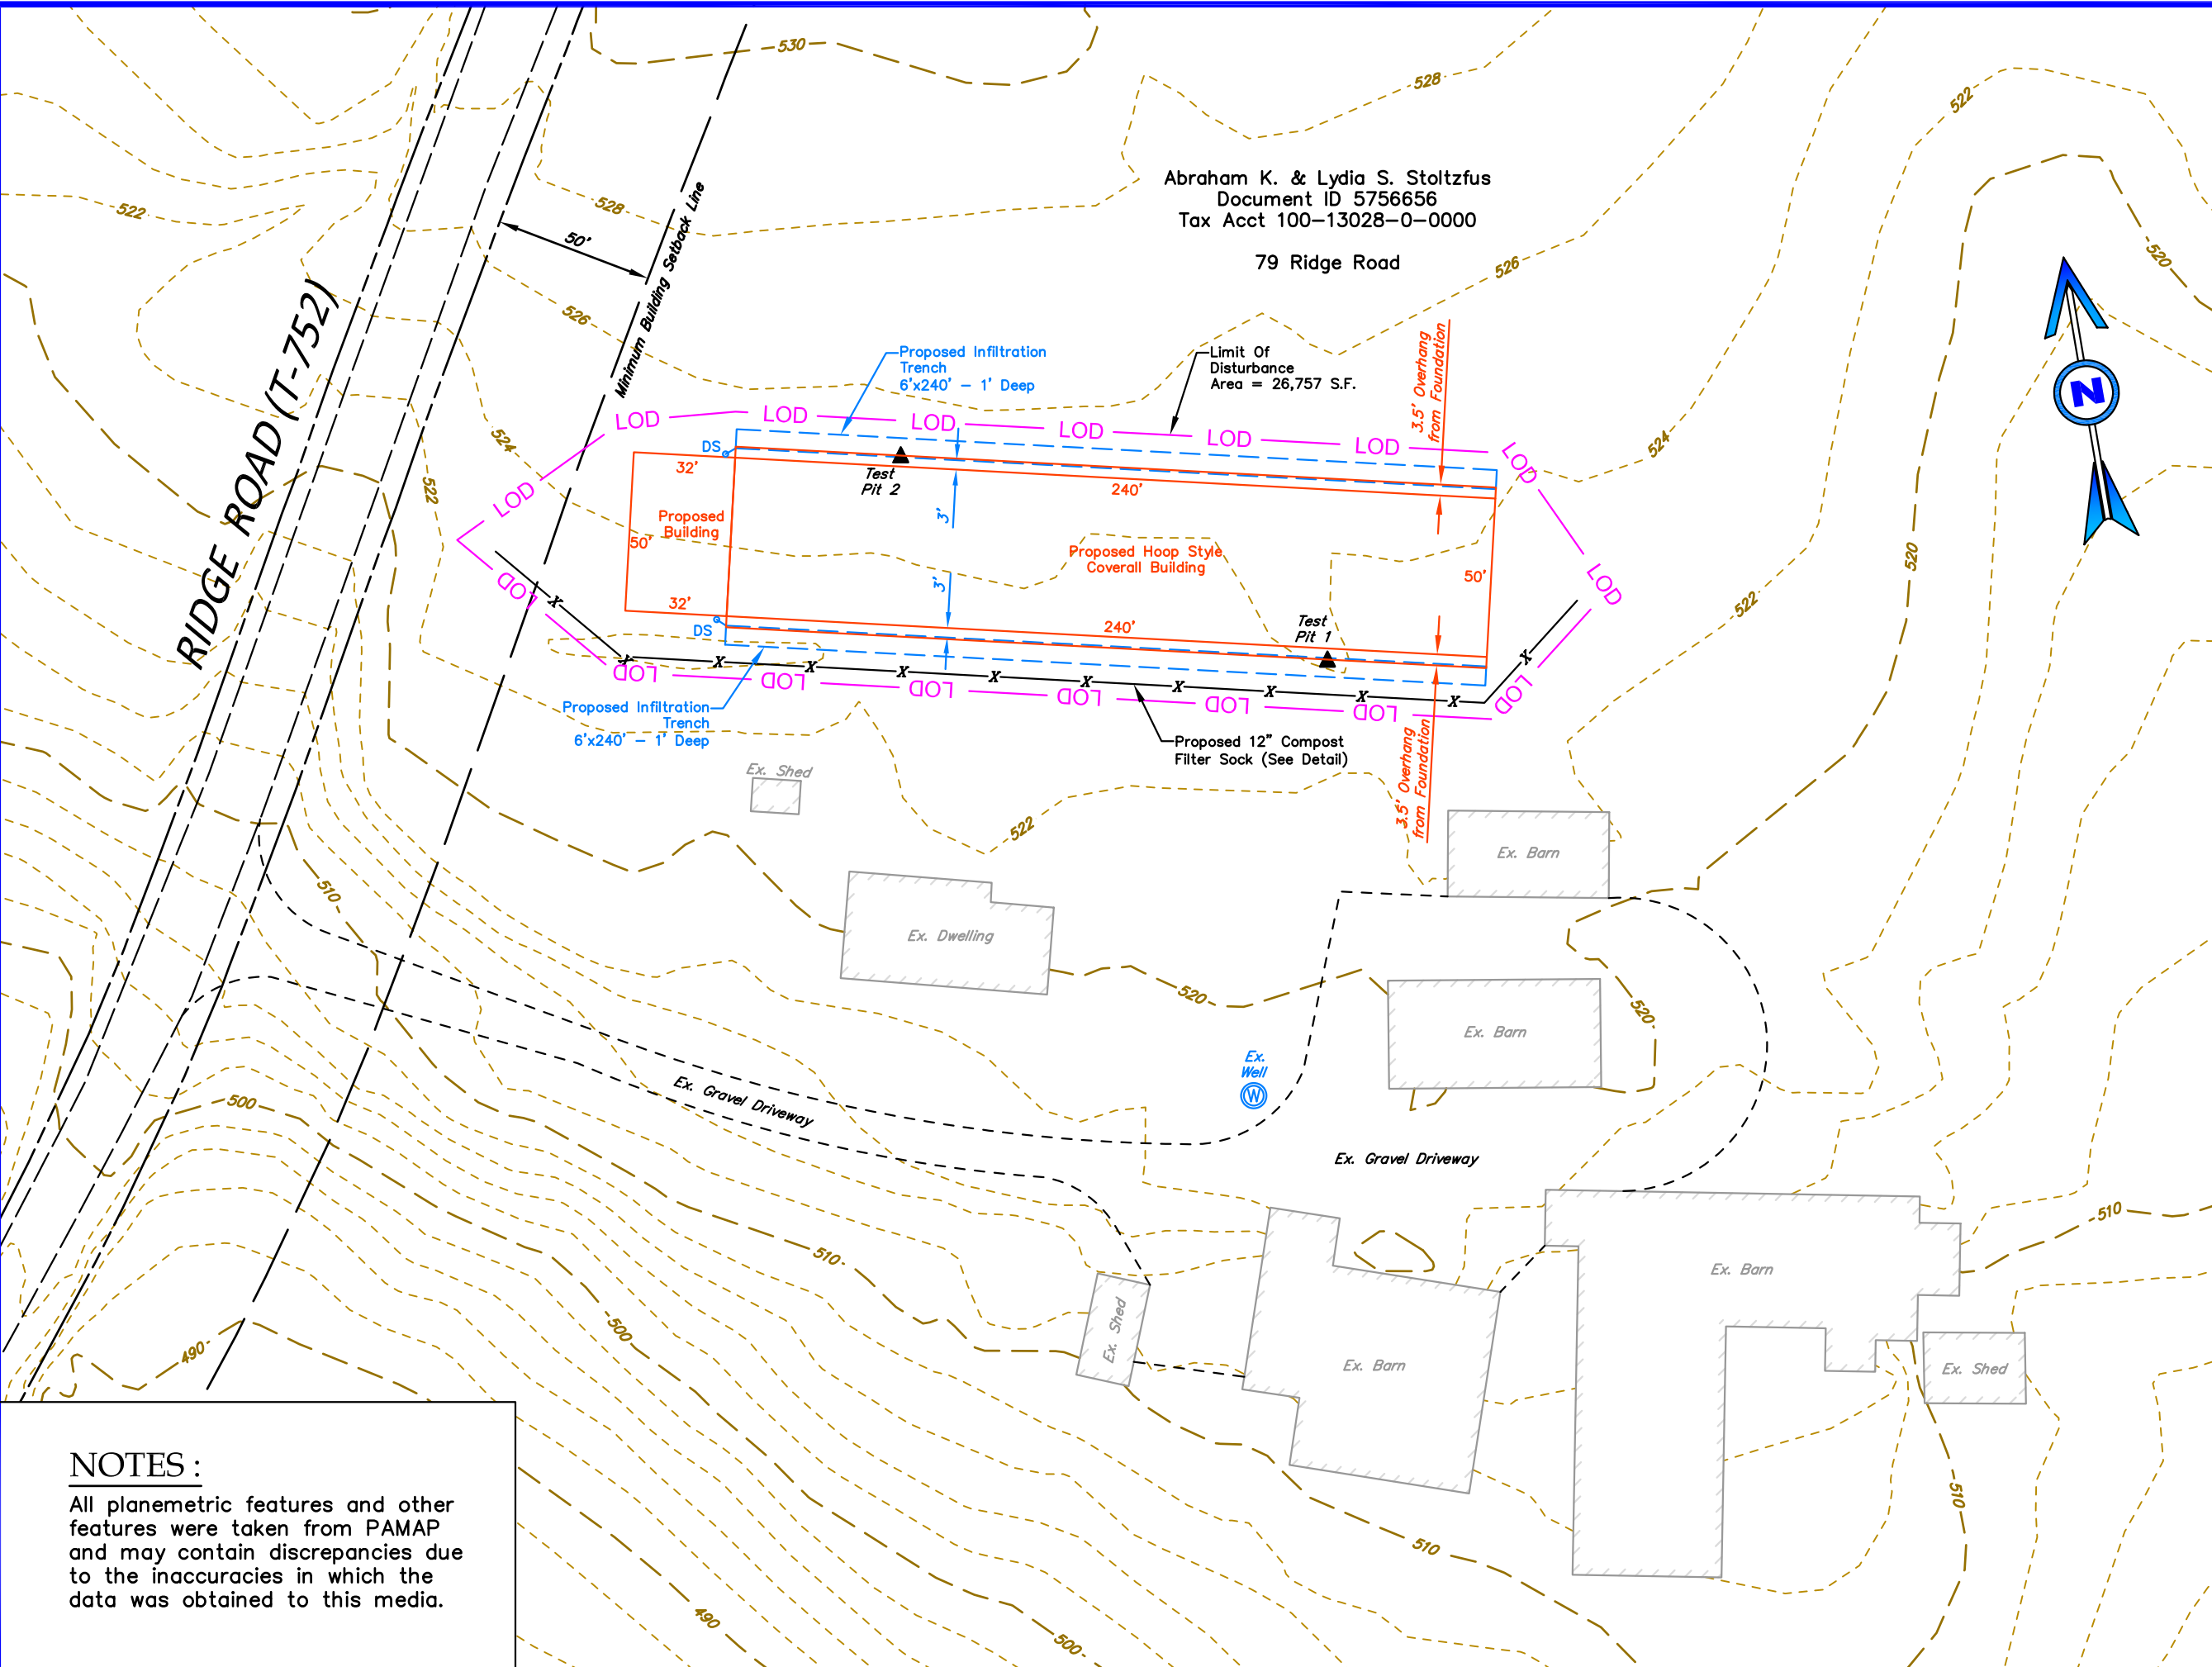 530
528
522
522
Abraham K. & Lydia S. Stoltzfus
Document ID 5756656
Tax Acct 100-13028-0-0000
79 Ridge Road
528
50'
Minimum Building Setback Line
526
526
520
RIDGE ROAD (T-752)
N
Proposed Infiltration
Trench
6'x240' - 1' Deep
Limit Of
Disturbance
Area = 26,757 S.F.
3.5' Overhang
from Foundation
LOD
LOD
LOD
LOD
LOD
LOD
LOD
LOD
LOD
LOD
524
524
522
DS
32'
Test
Pit 2
240'
3'
Proposed
Building
50'
Proposed Hoop Style
Coverall Building
50'
520
522
3'
32'
DS
240'
Test
Pit 1
X
X
X
X
X
X
X
X
X
X
X
X
LOD
LOD
LOD
LOD
LOD
LOD
LOD
LOD
Proposed Infiltration
Trench
6'x240' - 1' Deep
Proposed 12" Compost
Filter Sock (See Detail)
3.5' Overhang
from Foundation
Ex. Shed
522
Ex. Barn
510
Ex. Dwelling
520
520
Ex. Barn
Ex.
Well
W
500
Ex. Gravel Driveway
Ex. Gravel Driveway
510
510
Ex. Barn
Ex. Shed
500
490
Ex. Barn
Ex. Shed
510
510
490
500
NOTES :
All planemetric features and other
features were taken from PAMAP
and may contain discrepancies due
to the inaccuracies in which the
data was obtained to this media.